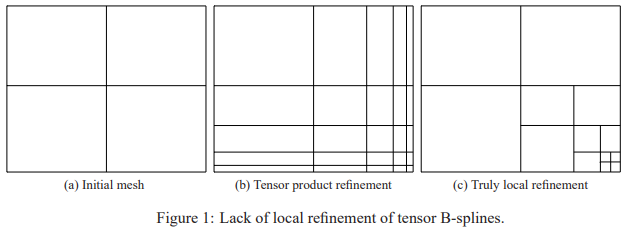 (a) Initial mesh
(b) Tensor product refinement
(c) Truly local refinement
Figure 1: Lack of local refinement of tensor B-splines.